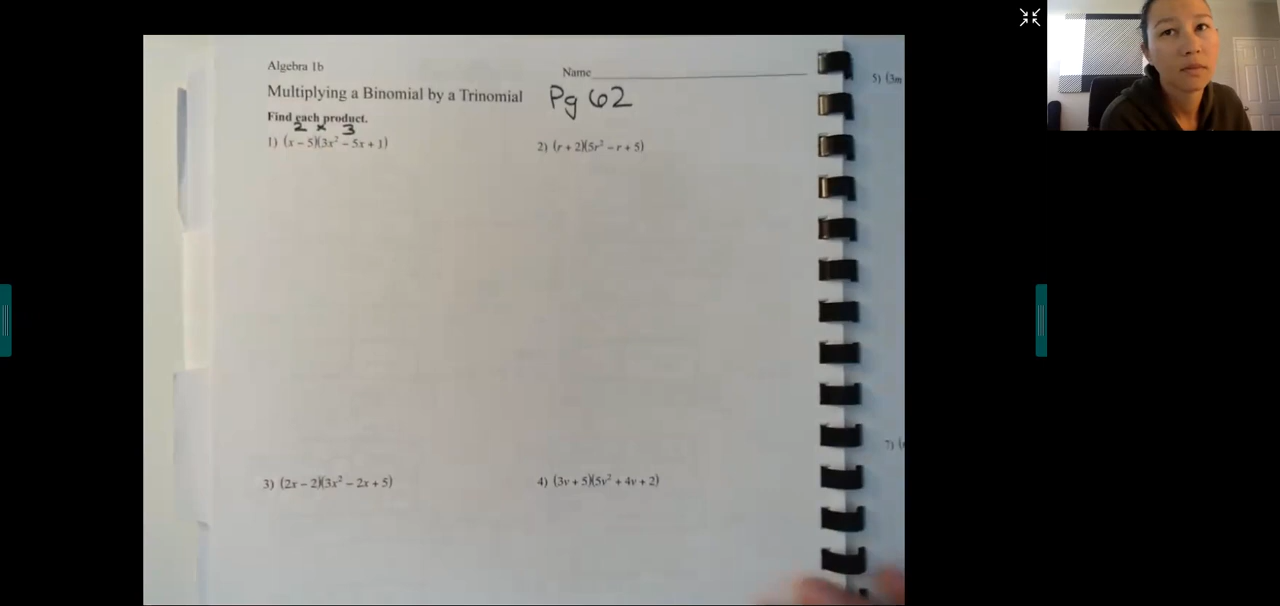 Algebra 1b
Name
Multiplying a Binomial by a Trinomial
Pg 62
Find each product.
2 x 3
1) (x − 5)(3x² − 5x + 1)
2) (r + 2)(5r² − r + 5)
3) (2x − 2)(3x² − 2x + 5)
4) (3v + 5)(5v² + 4v + 2)
5) (3m
7) (